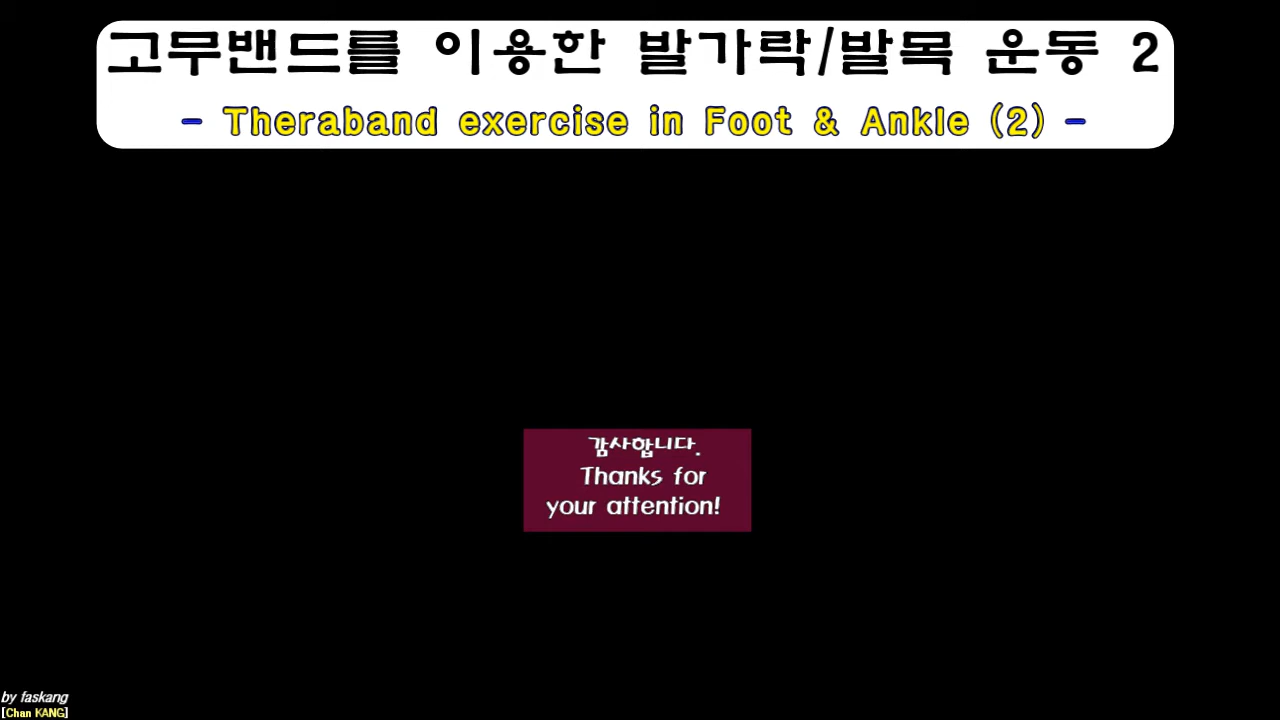 고무밴드를 이용한 발가락/발목 운동 2
- Theraband exercise in Foot & Ankle (2) -
감사합니다.
Thanks for
your attention!
by faskang
[Chan KANG]